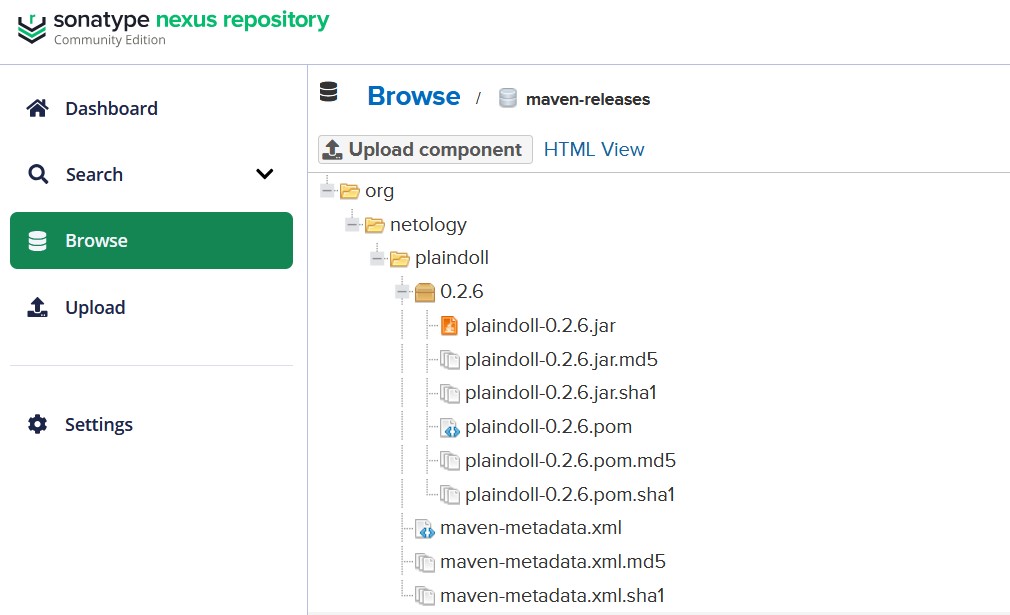 sonatype nexus repository
Community Edition
Dashboard
Search
Browse
Upload
Settings
Browse / maven-releases
Upload component HTML View
org
netology
plaindoll
0.2.6
plaindoll-0.2.6.jar
plaindoll-0.2.6.jar.md5
plaindoll-0.2.6.jar.sha1
plaindoll-0.2.6.pom
plaindoll-0.2.6.pom.md5
plaindoll-0.2.6.pom.sha1
maven-metadata.xml
maven-metadata.xml.md5
maven-metadata.xml.sha1